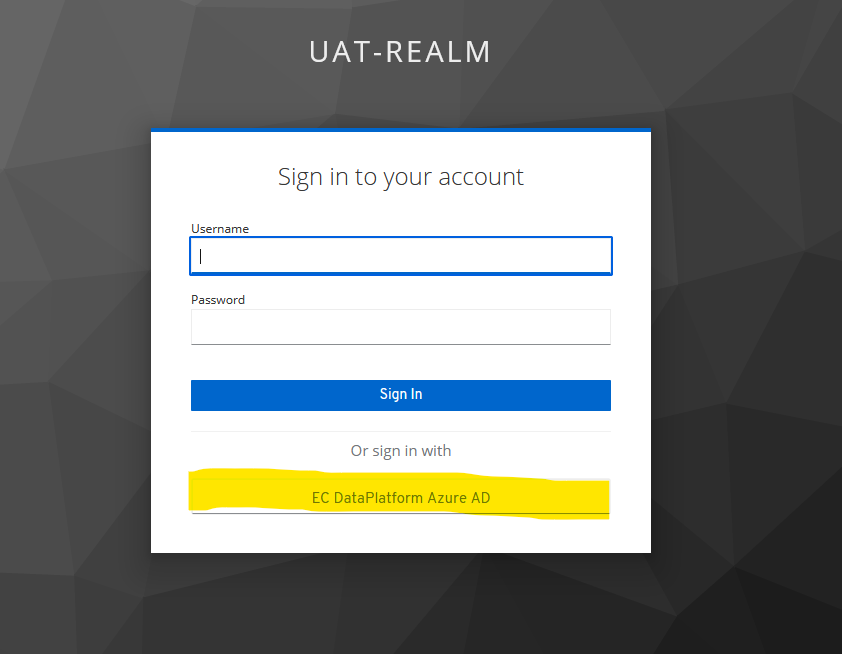 UAT-REALM
Sign in to your account
Username
Password
Sign In
Or sign in with
EC DataPlatform Azure AD